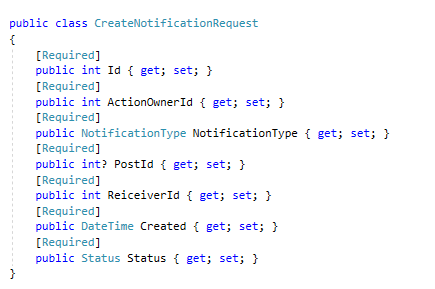 public class CreateNotificationRequest
{
[Required]
public int Id { get; set; }
[Required]
public int ActionOwnerId { get; set; }
[Required]
public NotificationType NotificationType { get; set; }
[Required]
public int? PostId { get; set; }
[Required]
public int ReiceiverId { get; set; }
[Required]
public DateTime Created { get; set; }
[Required]
public Status Status { get; set; }
}